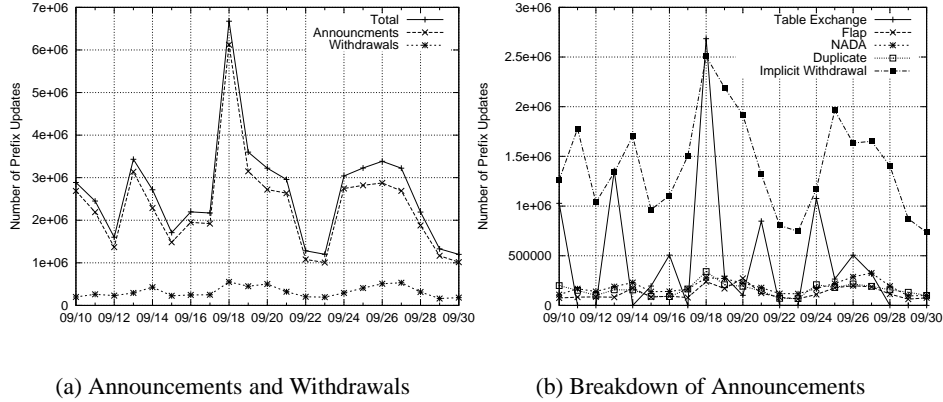 7e+06
6e+06
5e+06
4e+06
3e+06
2e+06
1e+06
0
Number of Prefix Updates
Total
Announcements
Withdrawals
09/10 09/12 09/14 09/16 09/18 09/20 09/22 09/24 09/26 09/28 09/30
(a) Announcements and Withdrawals
3e+06
2.5e+06
2e+06
1.5e+06
1e+06
500000
0
Number of Prefix Updates
Table Exchange
Flap
NADA
Duplicate
Implicit Withdrawal
09/10 09/12 09/14 09/16 09/18 09/20 09/22 09/24 09/26 09/28 09/30
(b) Breakdown of Announcements